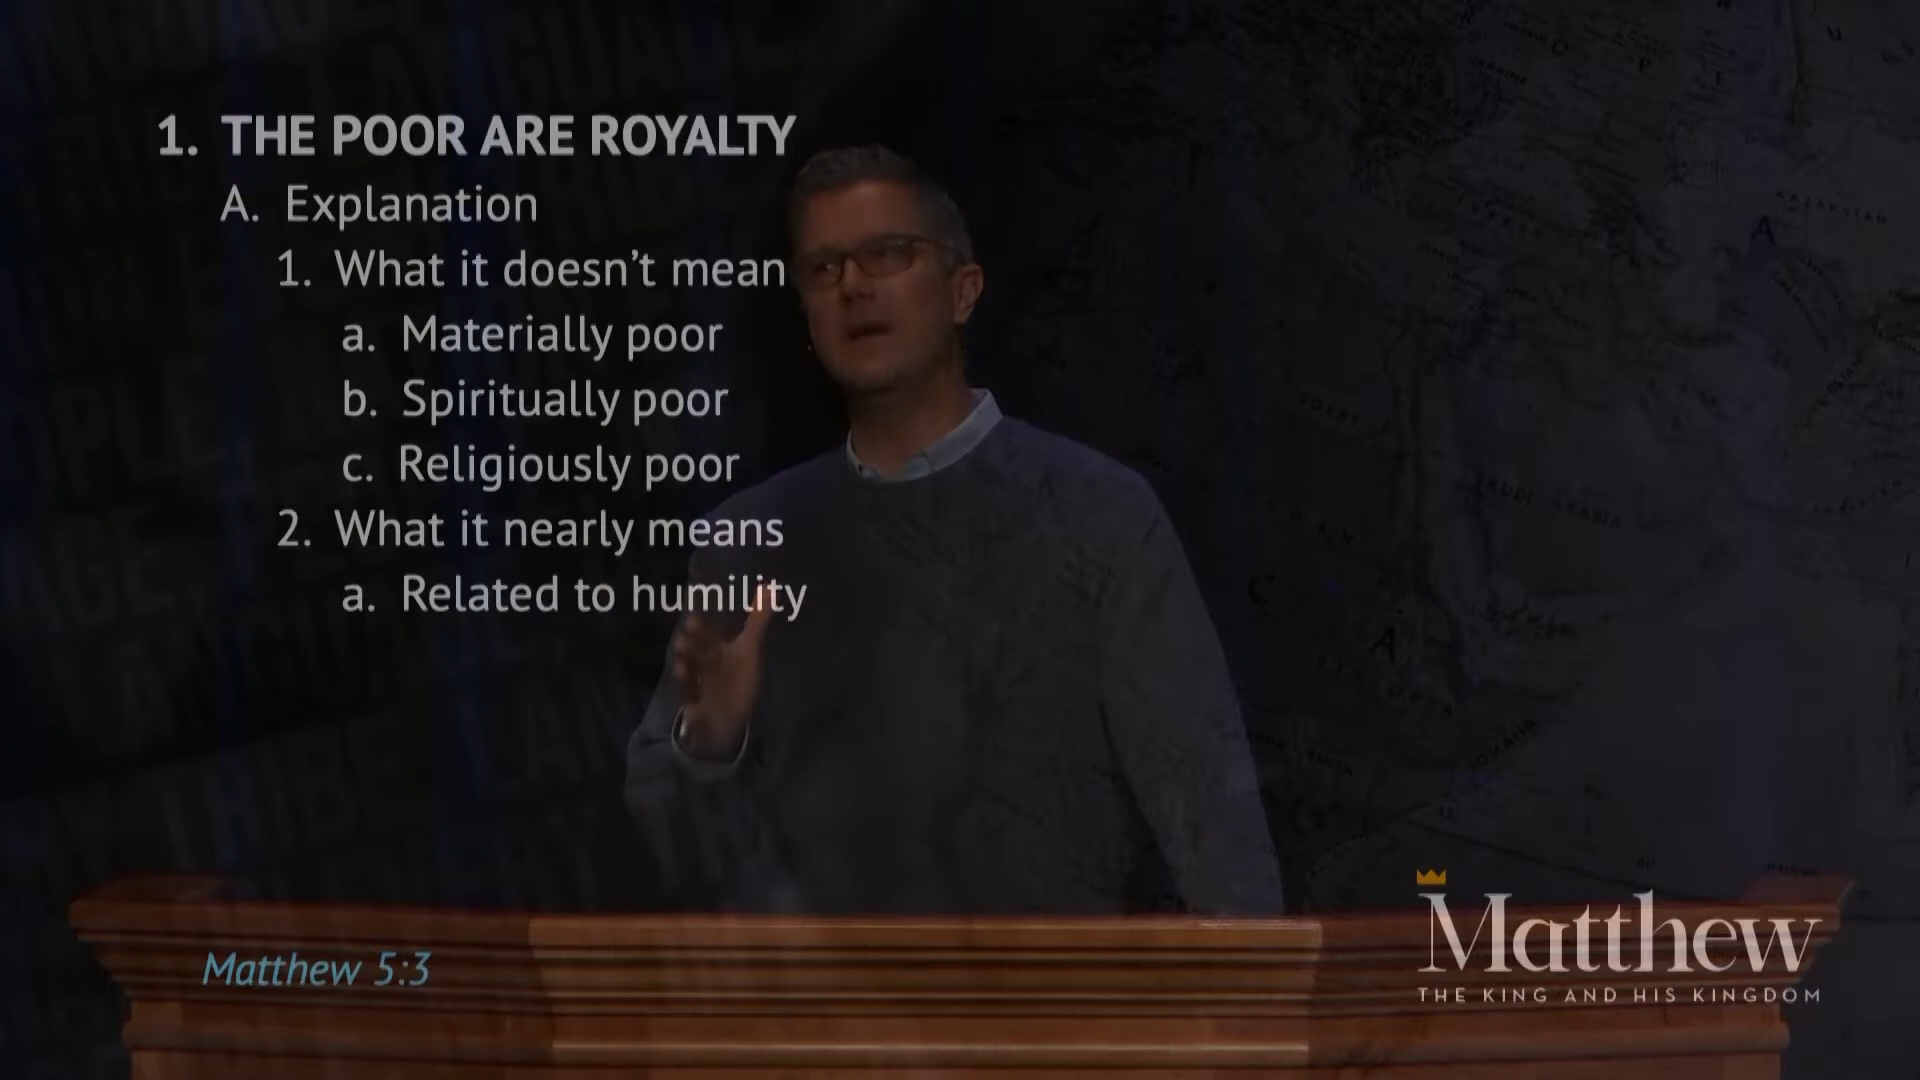 1. THE POOR ARE ROYALTY
A. Explanation
1. What it doesn't mean
a. Materially poor
b. Spiritually poor
c. Religiously poor
2. What it nearly means
a. Related to humility
Matthew 5:3
Matthew
THE KING AND HIS KINGDOM